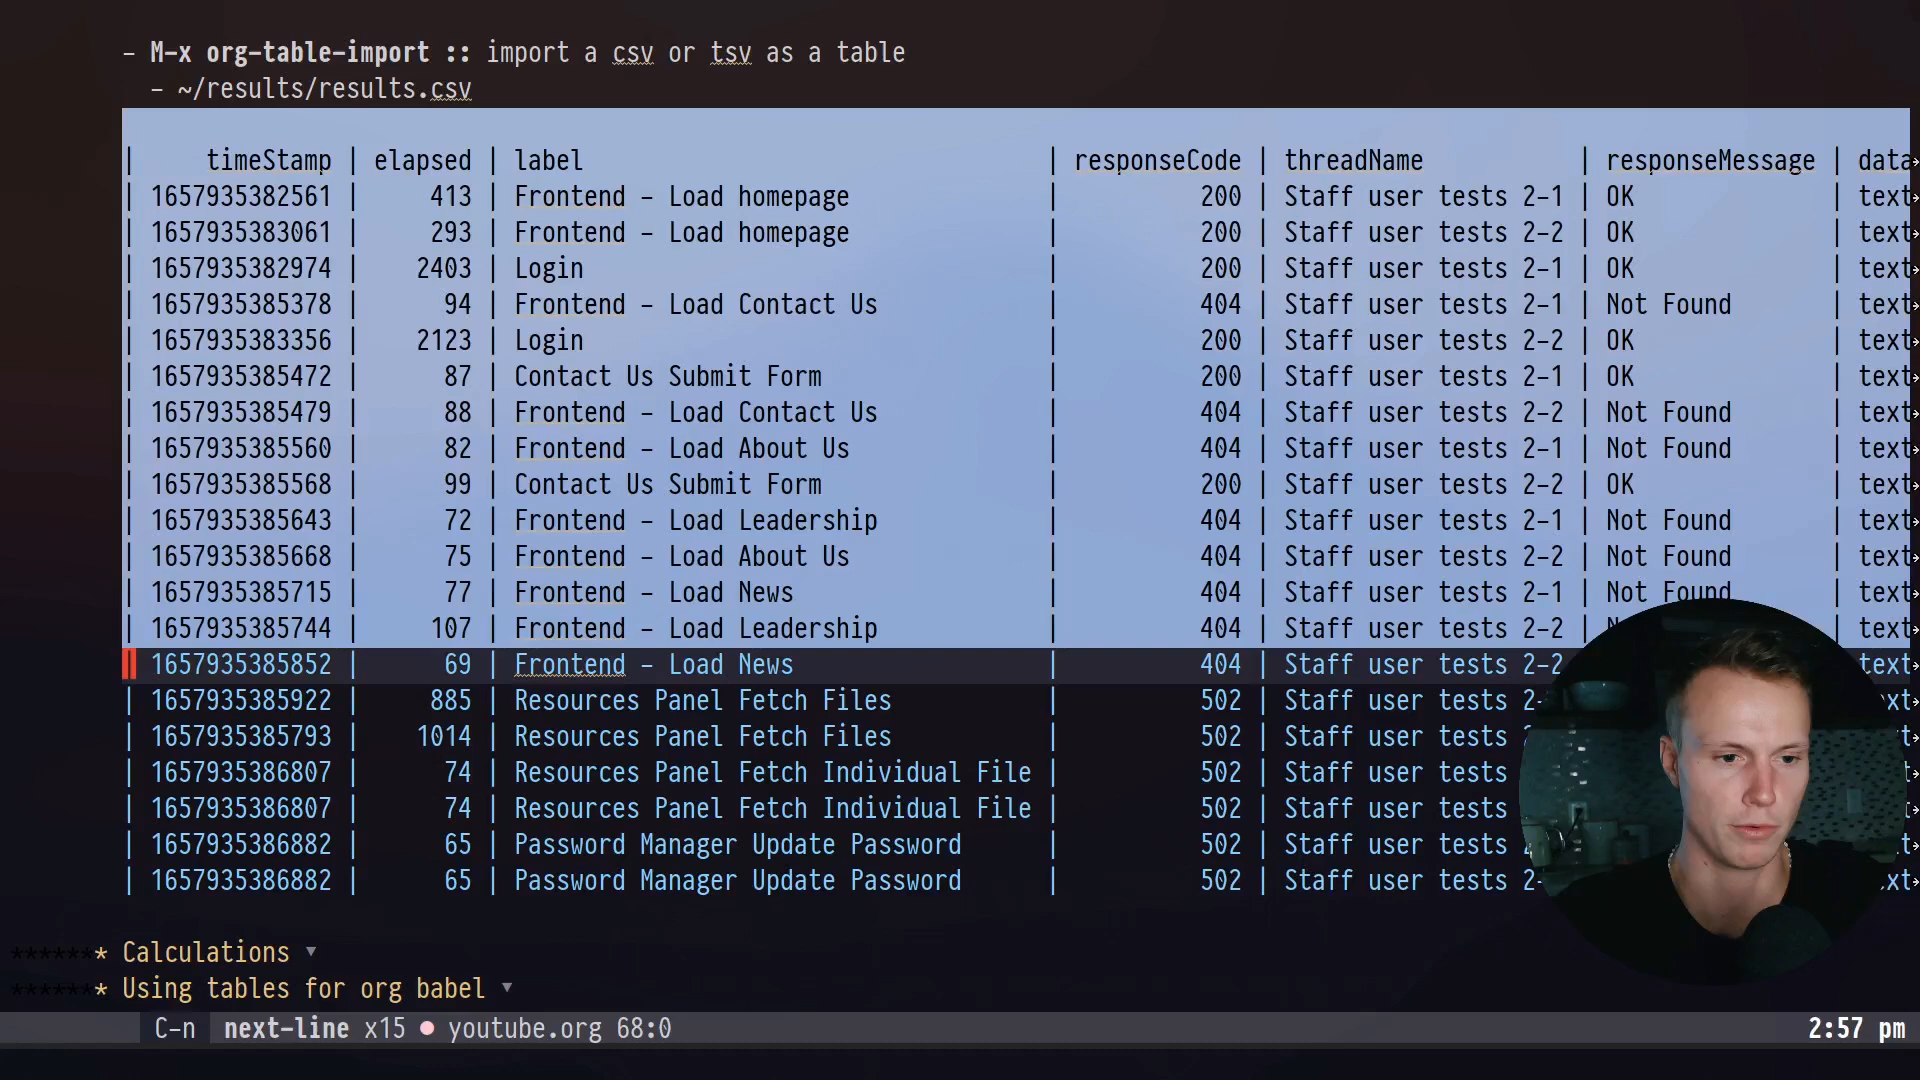 – M-x org-table-import :: import a csv or tsv as a table
– ~/results/results.csv
| timeStamp | elapsed | label | responseCode | threadName | responseMessage | data
| 1657935382561 | 413 | Frontend – Load homepage | 200 | Staff user tests 2–1 | OK | text
| 1657935383061 | 293 | Frontend – Load homepage | 200 | Staff user tests 2–2 | OK | text
| 1657935382974 | 2403 | Login | 200 | Staff user tests 2–1 | OK | text
| 1657935385378 | 94 | Frontend – Load Contact Us | 404 | Staff user tests 2–1 | Not Found | text
| 1657935383356 | 2123 | Login | 200 | Staff user tests 2–2 | OK | text
| 1657935385472 | 87 | Contact Us Submit Form | 200 | Staff user tests 2–1 | OK | text
| 1657935385479 | 88 | Frontend – Load Contact Us | 404 | Staff user tests 2–2 | Not Found | text
| 1657935385560 | 82 | Frontend – Load About Us | 404 | Staff user tests 2–1 | Not Found | text
| 1657935385568 | 99 | Contact Us Submit Form | 200 | Staff user tests 2–2 | OK | text
| 1657935385643 | 72 | Frontend – Load Leadership | 404 | Staff user tests 2–1 | Not Found | text
| 1657935385668 | 75 | Frontend – Load About Us | 404 | Staff user tests 2–2 | Not Found | text
| 1657935385715 | 77 | Frontend – Load News | 404 | Staff user tests 2–1 | Not Found | text
| 1657935385744 | 107 | Frontend – Load Leadership | 404 | Staff user tests 2–2 | text
| 1657935385852 | 69 | Frontend – Load News | 404 | Staff user tests 2–2 text
| 1657935385922 | 885 | Resources Panel Fetch Files | 502 | Staff user tests text
| 1657935385793 | 1014 | Resources Panel Fetch Files | 502 | Staff user tests text
| 1657935386807 | 74 | Resources Panel Fetch Individual File | 502 | Staff user tests
| 1657935386807 | 74 | Resources Panel Fetch Individual File | 502 | Staff user tests
| 1657935386882 | 65 | Password Manager Update Password | 502 | Staff user tests
| 1657935386882 | 65 | Password Manager Update Password | 502 | Staff user tests
******* Calculations ▾
******* Using tables for org babel ▾
C–n next–line x15 ● youtube.org 68:0 2:57 pm